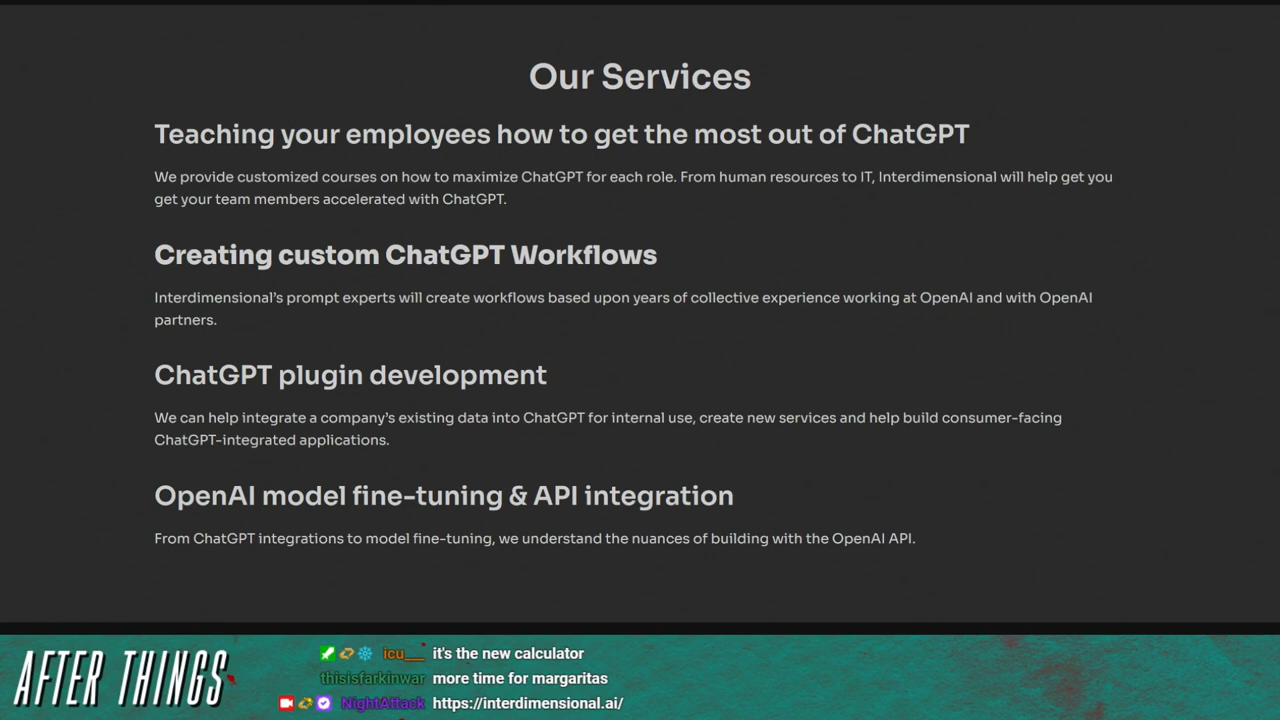 Our Services
Teaching your employees how to get the most out of ChatGPT
We provide customized courses on how to maximize ChatGPT for each role. From human resources to IT, Interdimensional will help get you
get your team members accelerated with ChatGPT.
Creating custom ChatGPT Workflows
Interdimensional's prompt experts will create workflows based upon years of collective experience working at OpenAI and with OpenAI
partners.
ChatGPT plugin development
We can help integrate a company's existing data into ChatGPT for internal use, create new services and help build consumer-facing
ChatGPT-integrated applications.
OpenAI model fine-tuning & API integration
From ChatGPT integrations to model fine-tuning, we understand the nuances of building with the OpenAI API.
AFTER THINGS
icu__ it's the new calculator
thisisfarkinwar more time for margaritas
NightAttack https://interdimensional.ai/